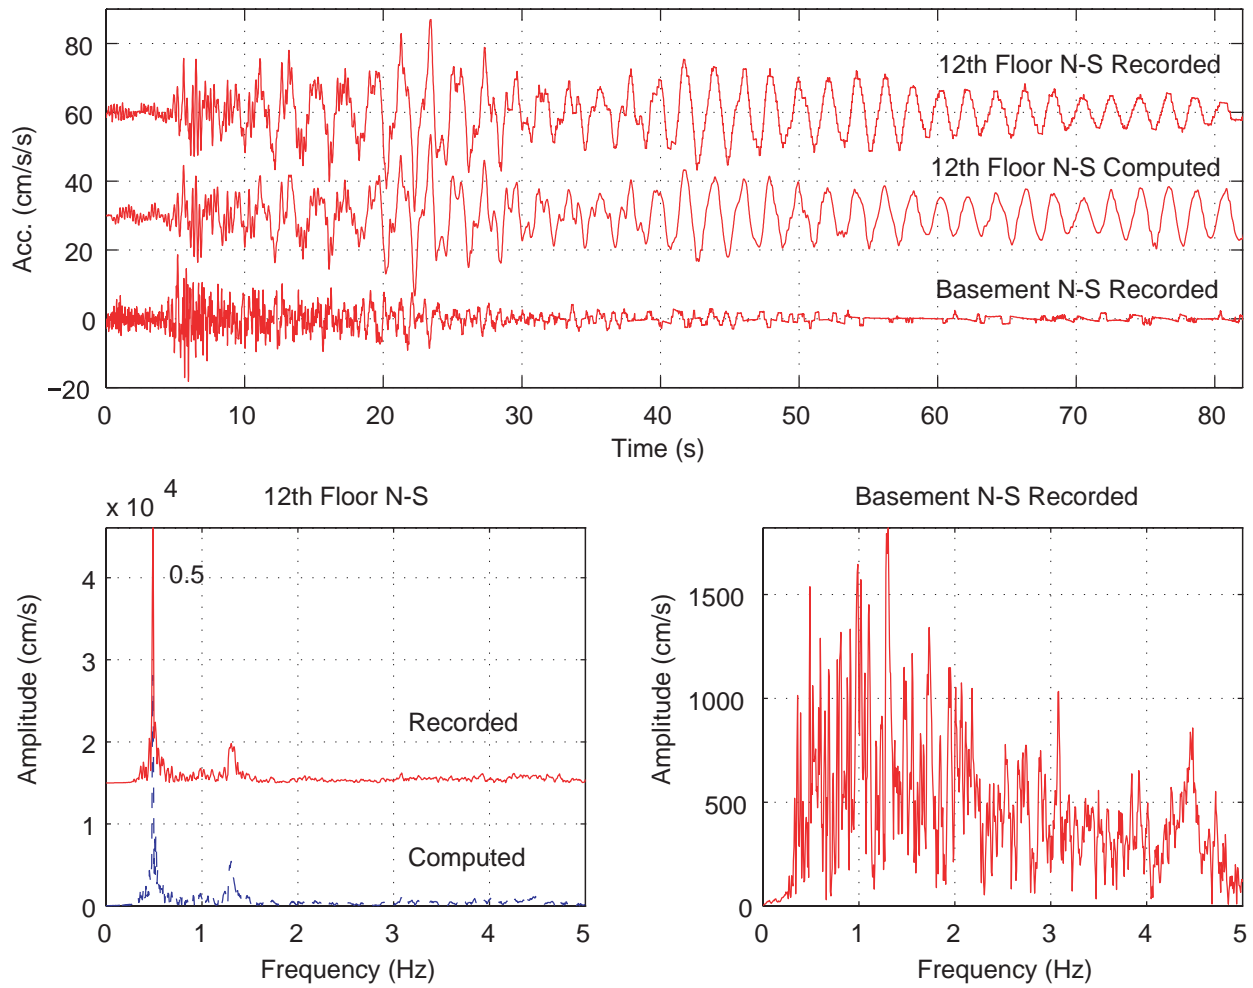 80
60
40
20
0
−20
Acc. (cm/s/s)
12th Floor N-S Recorded
12th Floor N-S Computed
Basement N-S Recorded
0 10 20 30 40 50 60 70 80
Time (s)
x 10 4
12th Floor N-S
4
3
2
1
0
Amplitude (cm/s)
0.5
Recorded
Computed
0 1 2 3 4 5
Frequency (Hz)
Basement N-S Recorded
1500
1000
500
0
Amplitude (cm/s)
0 1 2 3 4 5
Frequency (Hz)